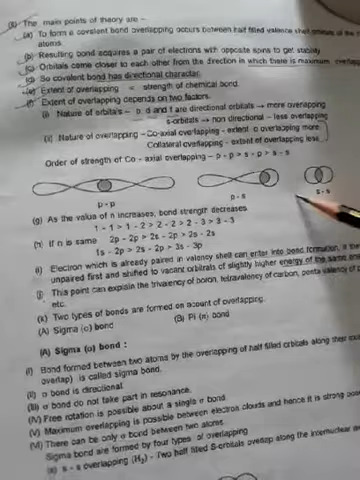 (ii) The main points of theory are –
(a) To form a covalent bond overlapping occurs between half filled valence shell orbitals of the
atoms.
(b) Resulting bond acquires a pair of electrons with opposite spins to get stability.
(c) Orbitals come closer to each other from the direction in which there is maximum overlapp
(d) So covalent bond has directional character.
(e) Extent of overlapping = strength of chemical bond.
(f) Extent of overlapping depends on two factors.
(i) Nature of orbitals – p, d and f are directional orbitals → more overlapping
s-orbitals → non directional – less overlapping
(ii) Nature of overlapping – Co-axial overlapping - extent o overlapping more.
Collateral overlapping - extent of overlapping less
Order of strength of Co - axial overlapping – p - p > s - p > s - s
p - p
p - s
s - s
(g) As the value of n increases, bond strength decreases.
1 - 1 > 1 - 2 > 2 - 2 > 2 - 3 > 3 - 3
(h) If n is same 2p - 2p > 2s - 2p > 2s - 2s
1s - 2p > 2s - 2p > 3s - 3p
(i) Electron which is already paired in valency shell can enter into bond formation, if they
unpaired first and shifted to vacant orbitals of slightly higher energy of the same energy
(j) This point can explain the trivalency of boron, tetravalency of carbon, penta valency of
etc.
(k) Two types of bonds are formed on acount of overlapping.
(A) Sigma (σ) bond (B) Pi (π) bond
(A) Sigma (σ) bond :
(I) Bond formed between two atoms by the overlapping of half filled orbitals along their
overlap) is called sigma bond.
(II) σ bond is directional.
(III) σ bond do not take part in resonance.
(IV) Free rotation is possible about a single σ bond.
(V) Maximum overlapping is possible between electron clouds and hence it is strong
(VI) There can be only σ bond between two atoms.
Sigma bond are formed by four types of overlapping
(a) s - s overlapping (H₂) - Two half filled S-orbitals overlap along the internuclear